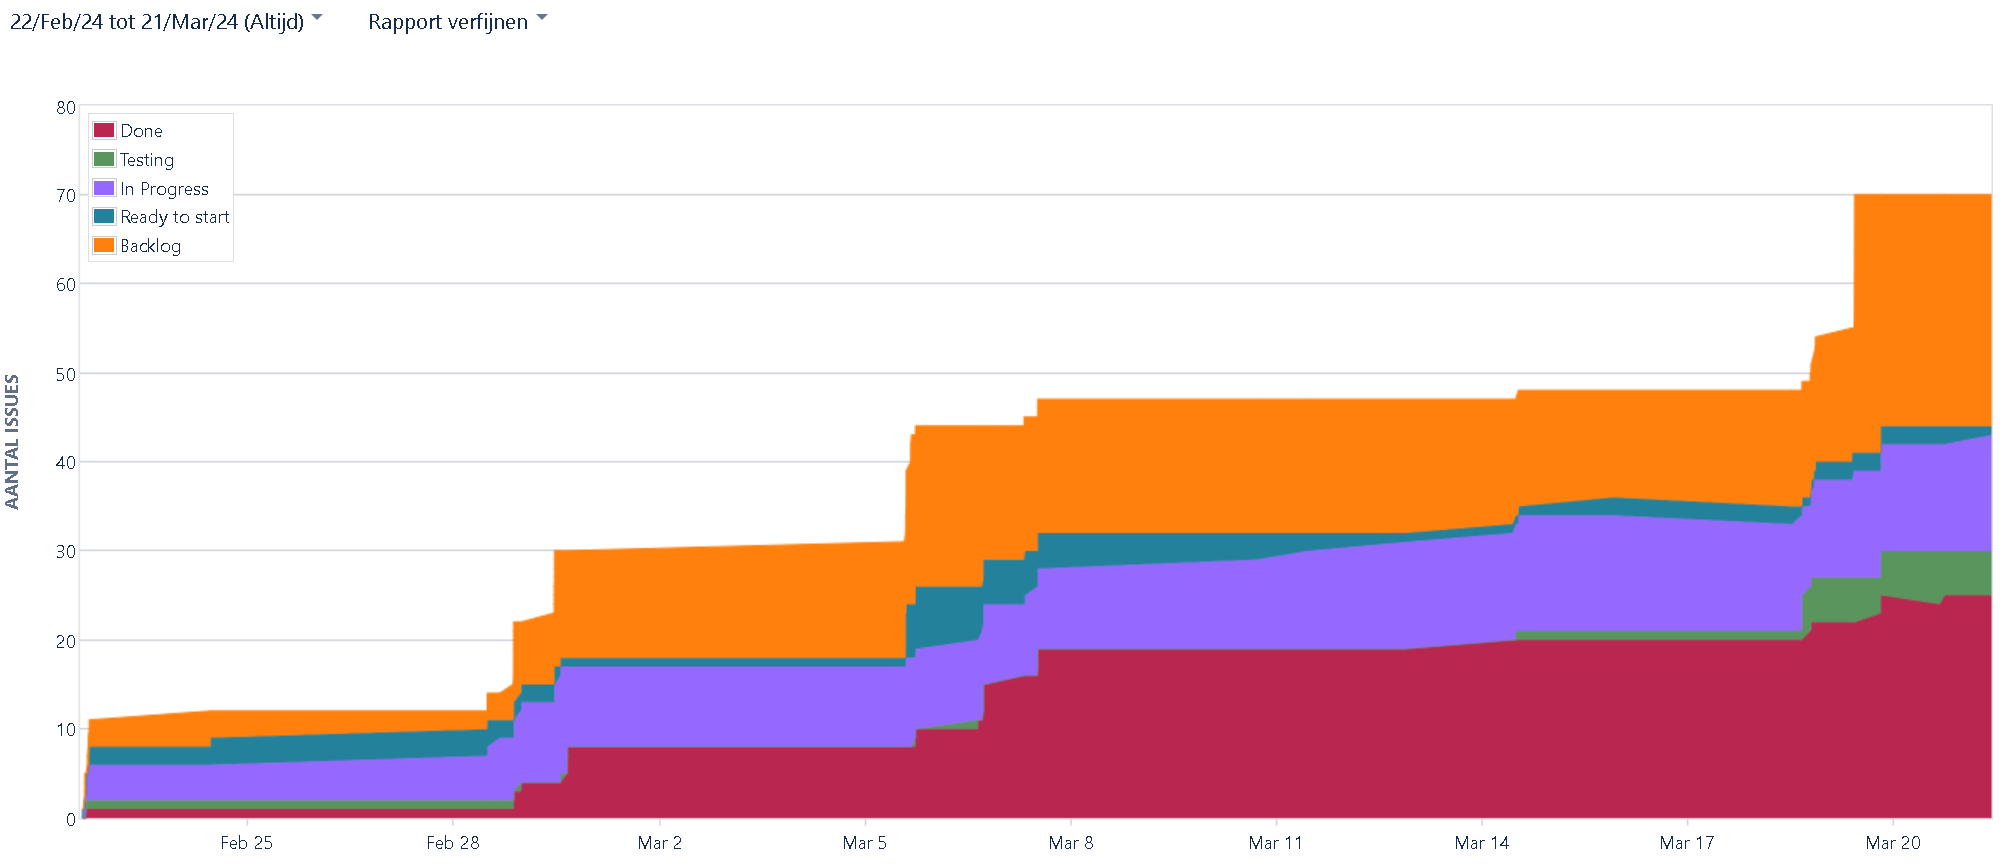 22/Feb/24 tot 21/Mar/24 (Altijd) Rapport verfijnen
80
70
60
50
40
30
20
10
0
AANTAL ISSUES
Done
Testing
In Progress
Ready to start
Backlog
Feb 25 Feb 28 Mar 2 Mar 5 Mar 8 Mar 11 Mar 14 Mar 17 Mar 20